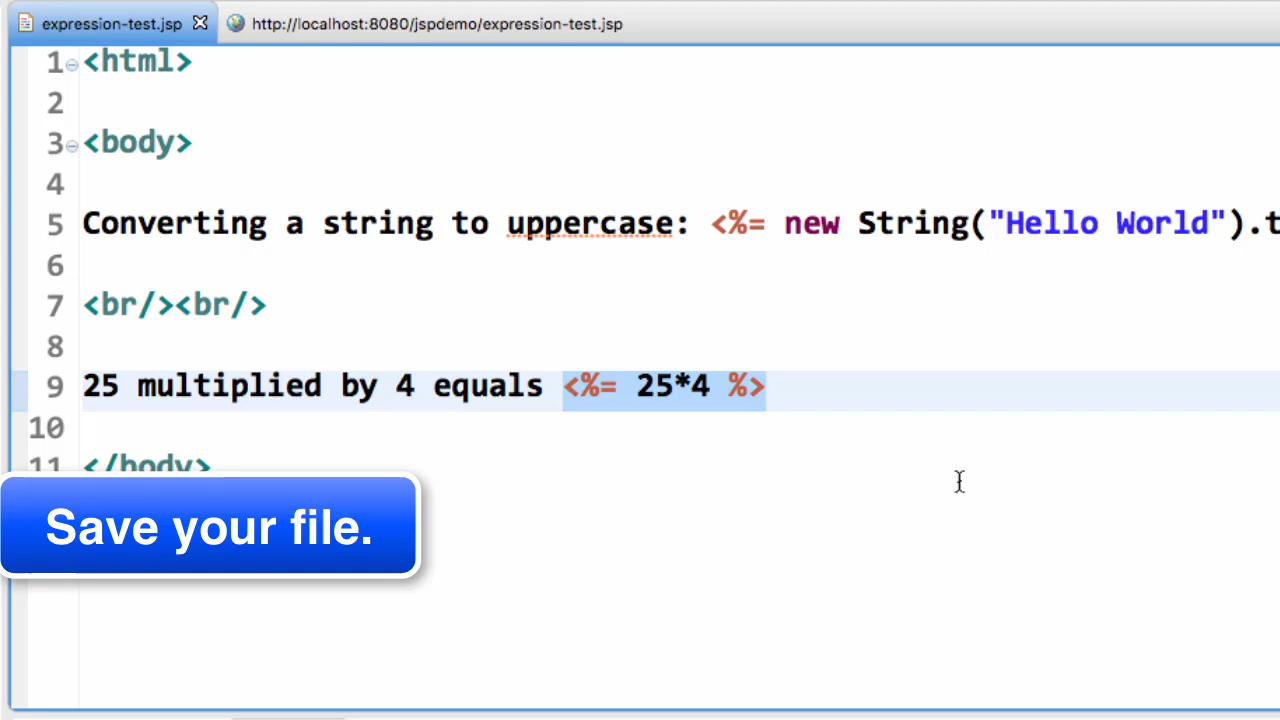 expression-test.jsp http://localhost:8080/jspdemo/expression-test.jsp
1 <html>
2
3 <body>
4
5 Converting a string to uppercase: <%= new String("Hello World").t
6
7 <br/><br/>
8
9 25 multiplied by 4 equals <%= 25*4 %>
10
11 </body>
Save your file.